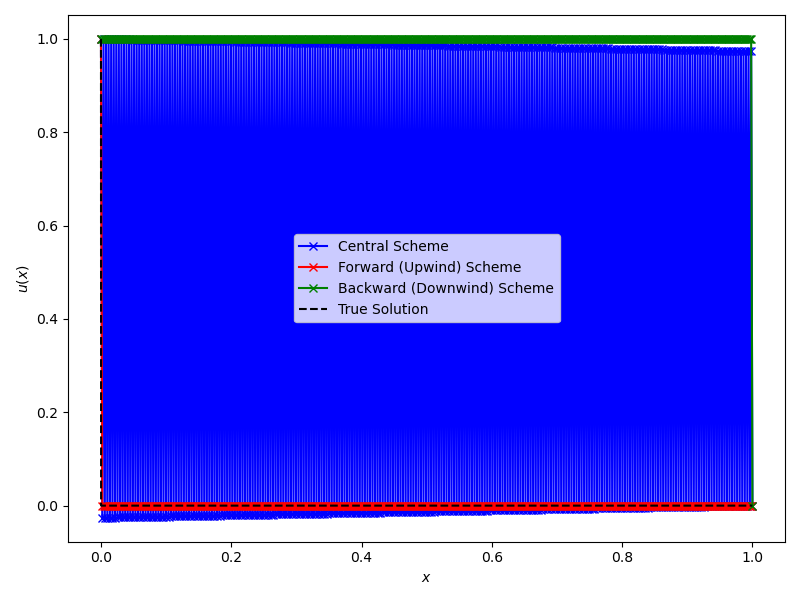 1.0
0.8
0.6
0.4
0.2
0.0
u(x)
Central Scheme
Forward (Upwind) Scheme
Backward (Downwind) Scheme
True Solution
0.0 0.2 0.4 0.6 0.8 1.0
x